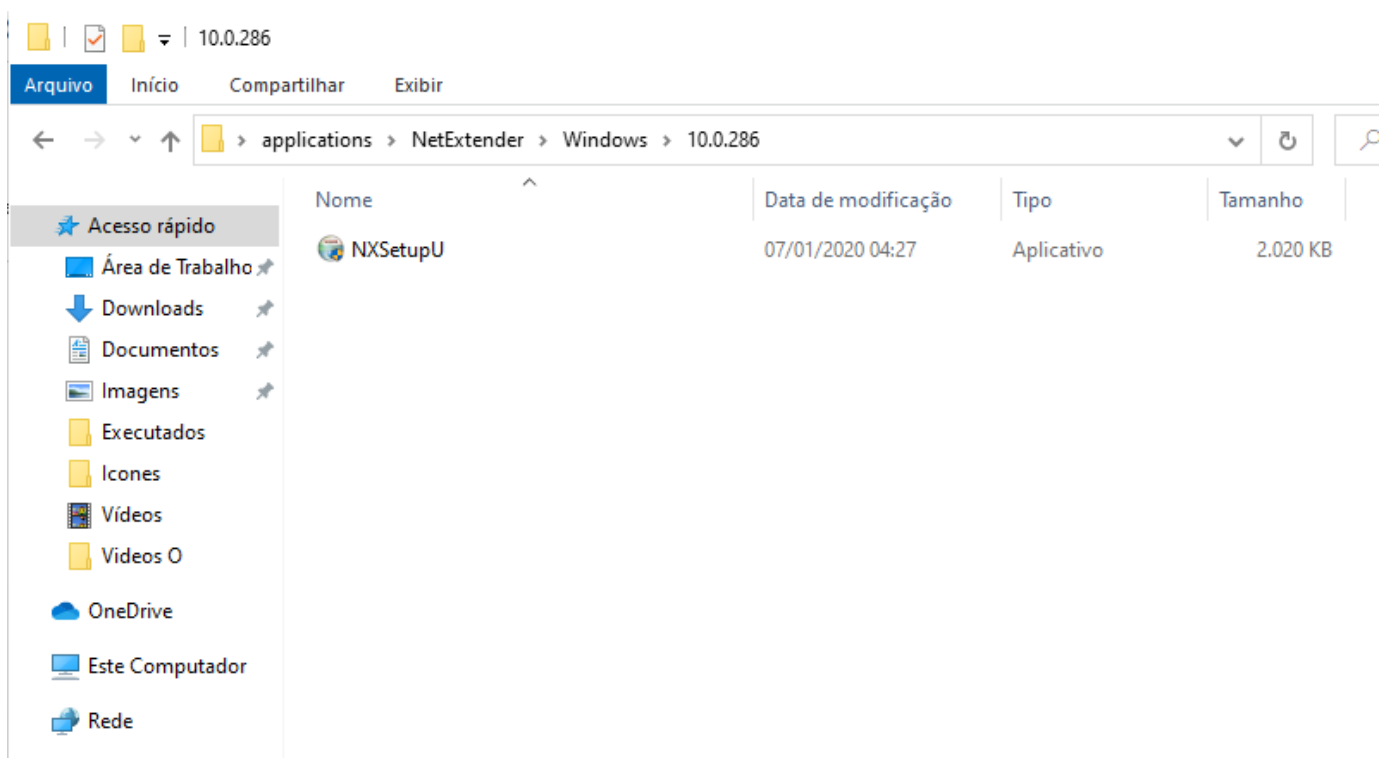 10.0.286
Arquivo Início Compartilhar Exibir
applications > NetExtender > Windows > 10.0.286
Nome Data de modificação Tipo Tamanho
Acesso rápido
NXSetupU 07/01/2020 04:27 Aplicativo 2.020 KB
Área de Trabalho
Downloads
Documentos
Imagens
Executados
Icones
Vídeos
Videos O
OneDrive
Este Computador
Rede